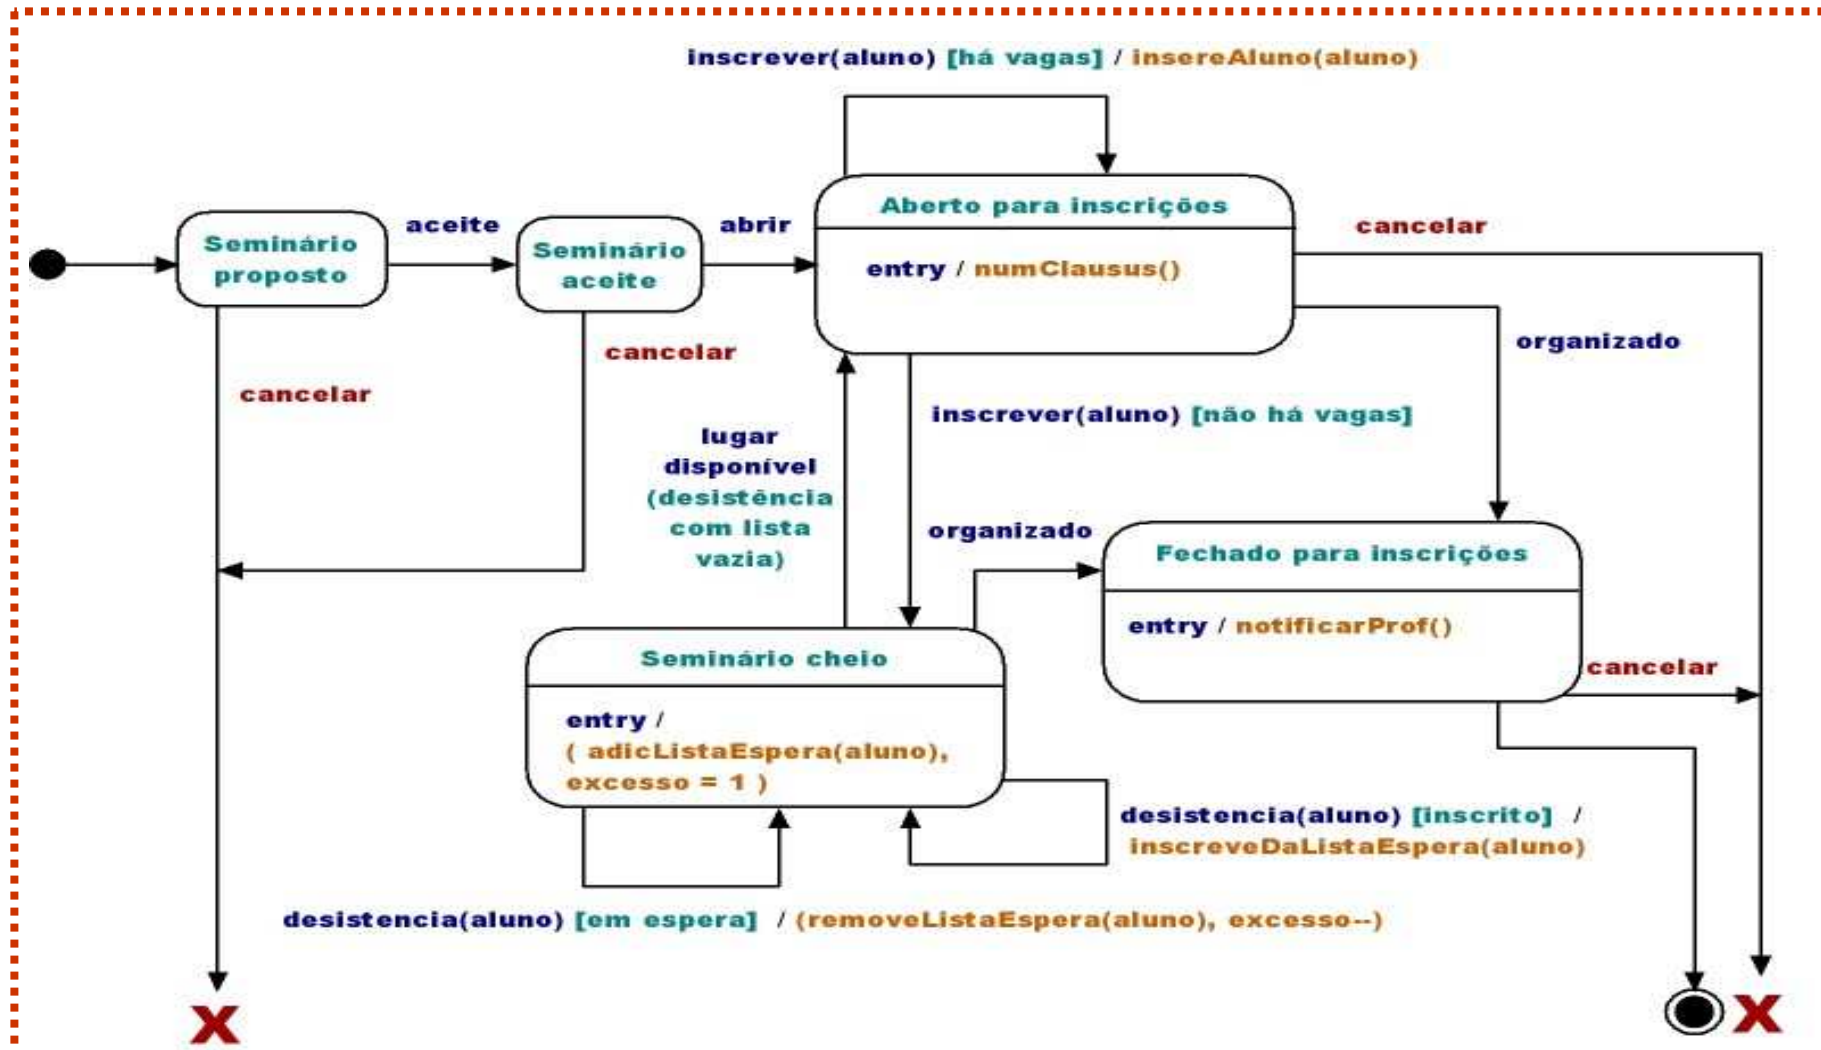 inscrever(aluno) [há vagas] / insereAluno(aluno)
Seminário
proposto
aceite
Seminário
aceite
abrir
Aberto para inscrições
entry / numClausus()
cancelar
organizado
cancelar
cancelar
inscrever(aluno) [não há vagas]
lugar
disponível
(desistência
com lista
vazia)
organizado
Fechado para inscrições
entry / notificarProf()
cancelar
Seminário cheio
entry /
( adicListaEspera(aluno),
excesso = 1 )
desistencia(aluno) [inscrito] /
inscreveDaListaEspera(aluno)
desistencia(aluno) [em espera] / (removeListaEspera(aluno), excesso--)
X
X